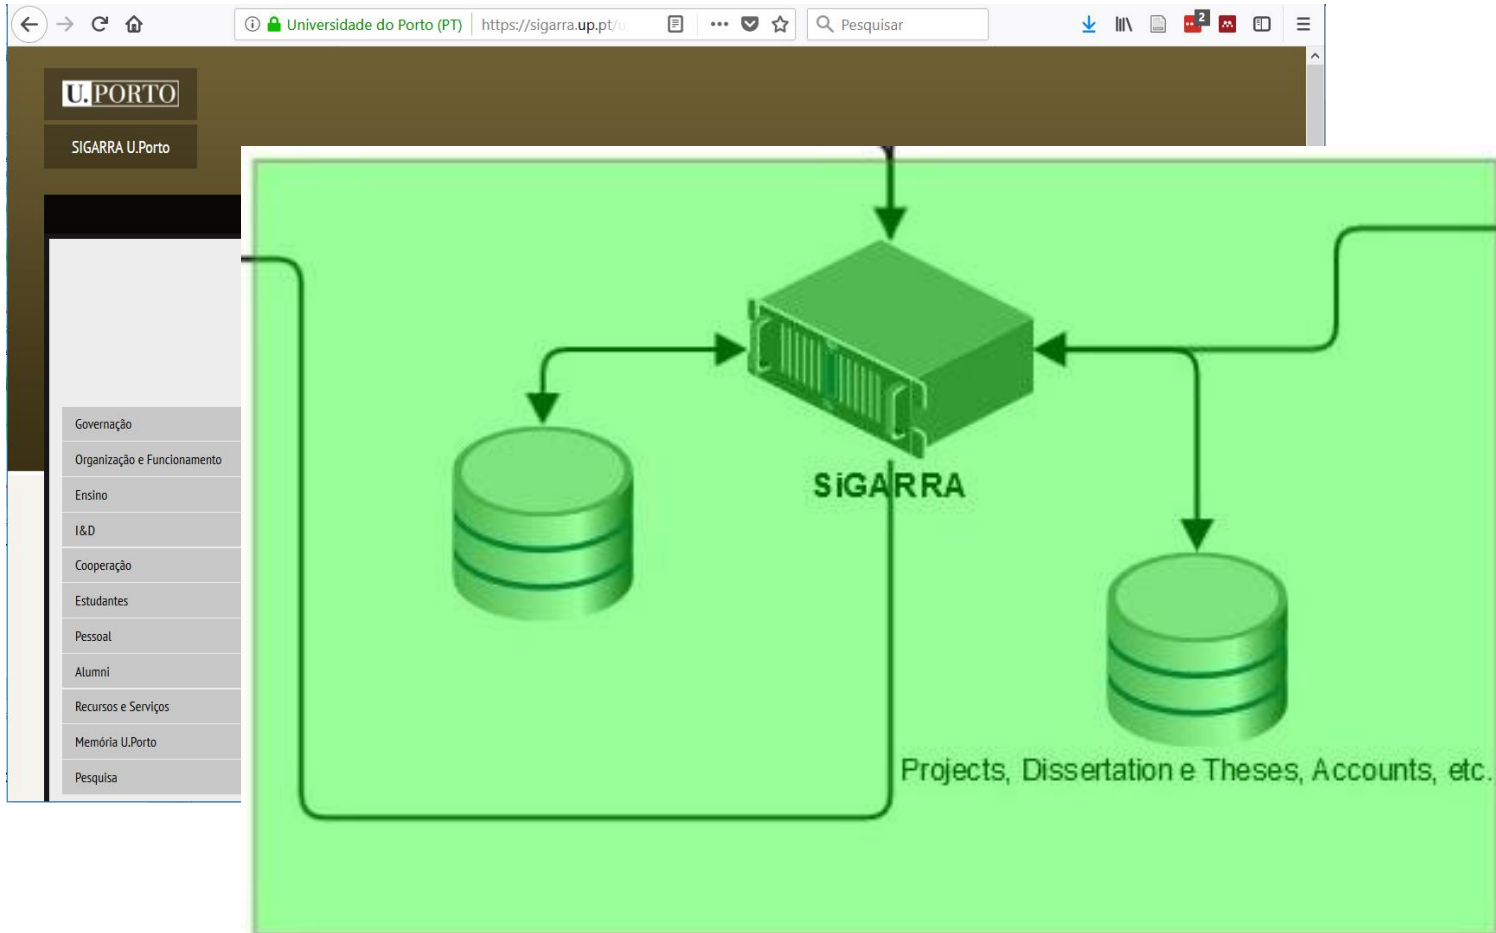 Universidade do Porto (PT)
https://sigarra.up.pt/
Pesquisar
2
U. PORTO
SIGARRA U.Porto
Governação
Organização e Funcionamento
Ensino
I&D
Cooperação
Estudantes
Pessoal
Alumni
Recursos e Serviços
Memória U.Porto
Pesquisa
SiGARRA
Projects, Dissertation e Theses, Accounts, etc.